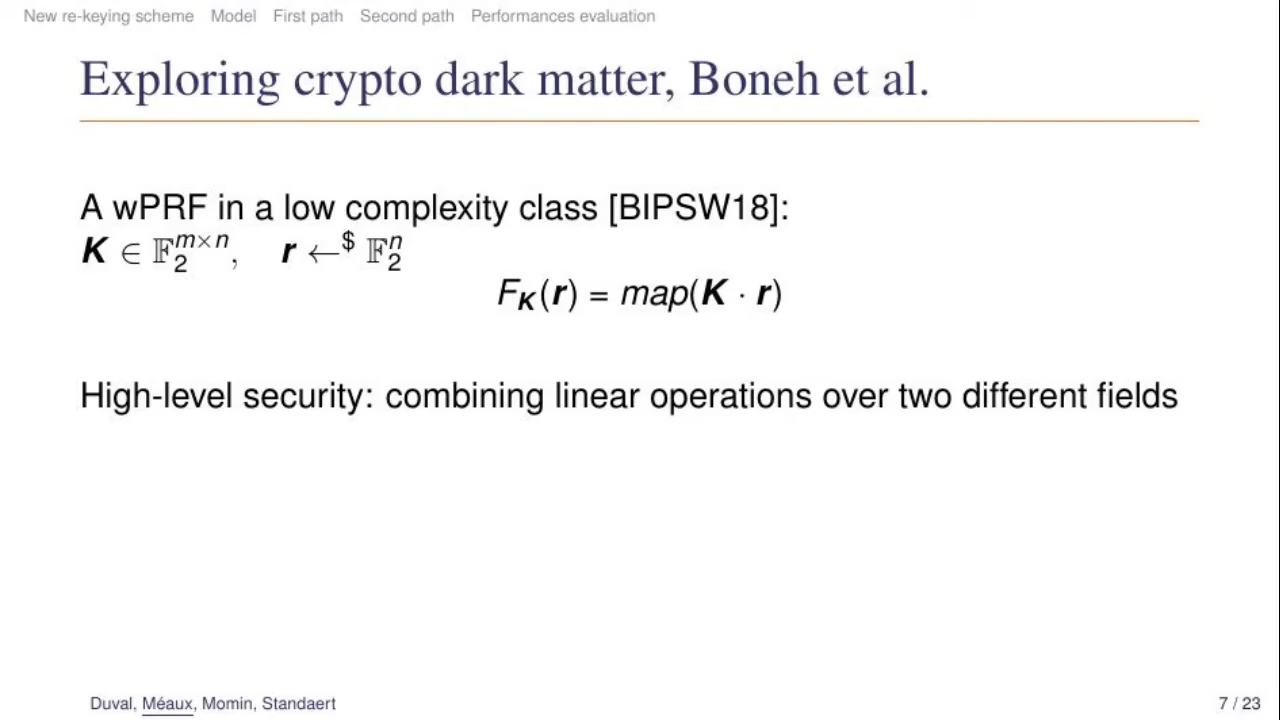 New re-keying scheme Model First path Second path Performances evaluation
Exploring crypto dark matter, Boneh et al.
A wPRF in a low complexity class [BIPSW18]:
K ∈ 𝔽₂^{m×n}, r ←^$ 𝔽₂^n
F_K(r) = map(K · r)
High-level security: combining linear operations over two different fields
Duval, Méaux, Momin, Standaert
7 / 23